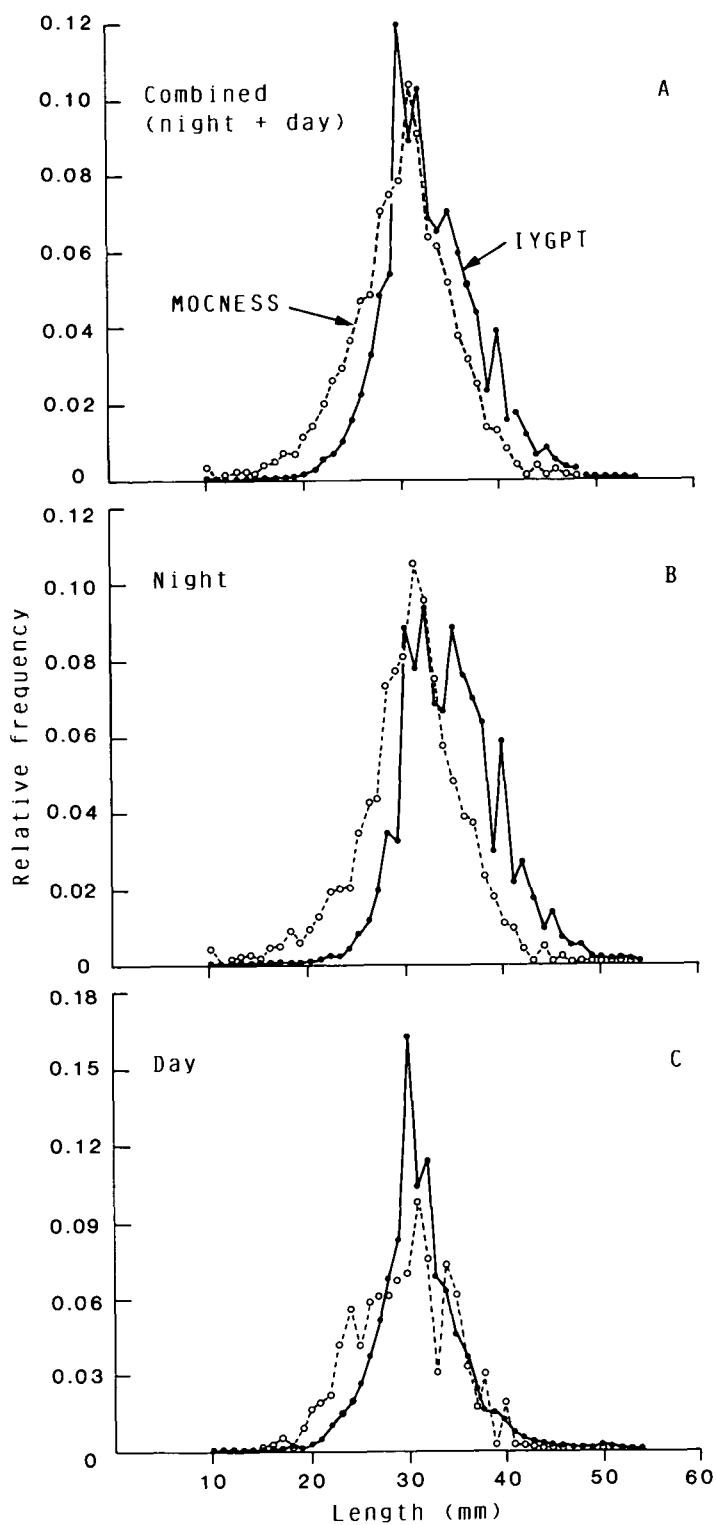 0.12
Combined
(night + day)
A
0.10
0.08
IYGPT
0.06
MOCNESS
0.04
0.02
0
0.12
Night
B
0.10
0.08
0.06
0.04
0.02
0
Relative frequency
0.18
Day
C
0.15
0.12
0.09
0.06
0.03
0
10 20 30 40 50 60
Length (mm)